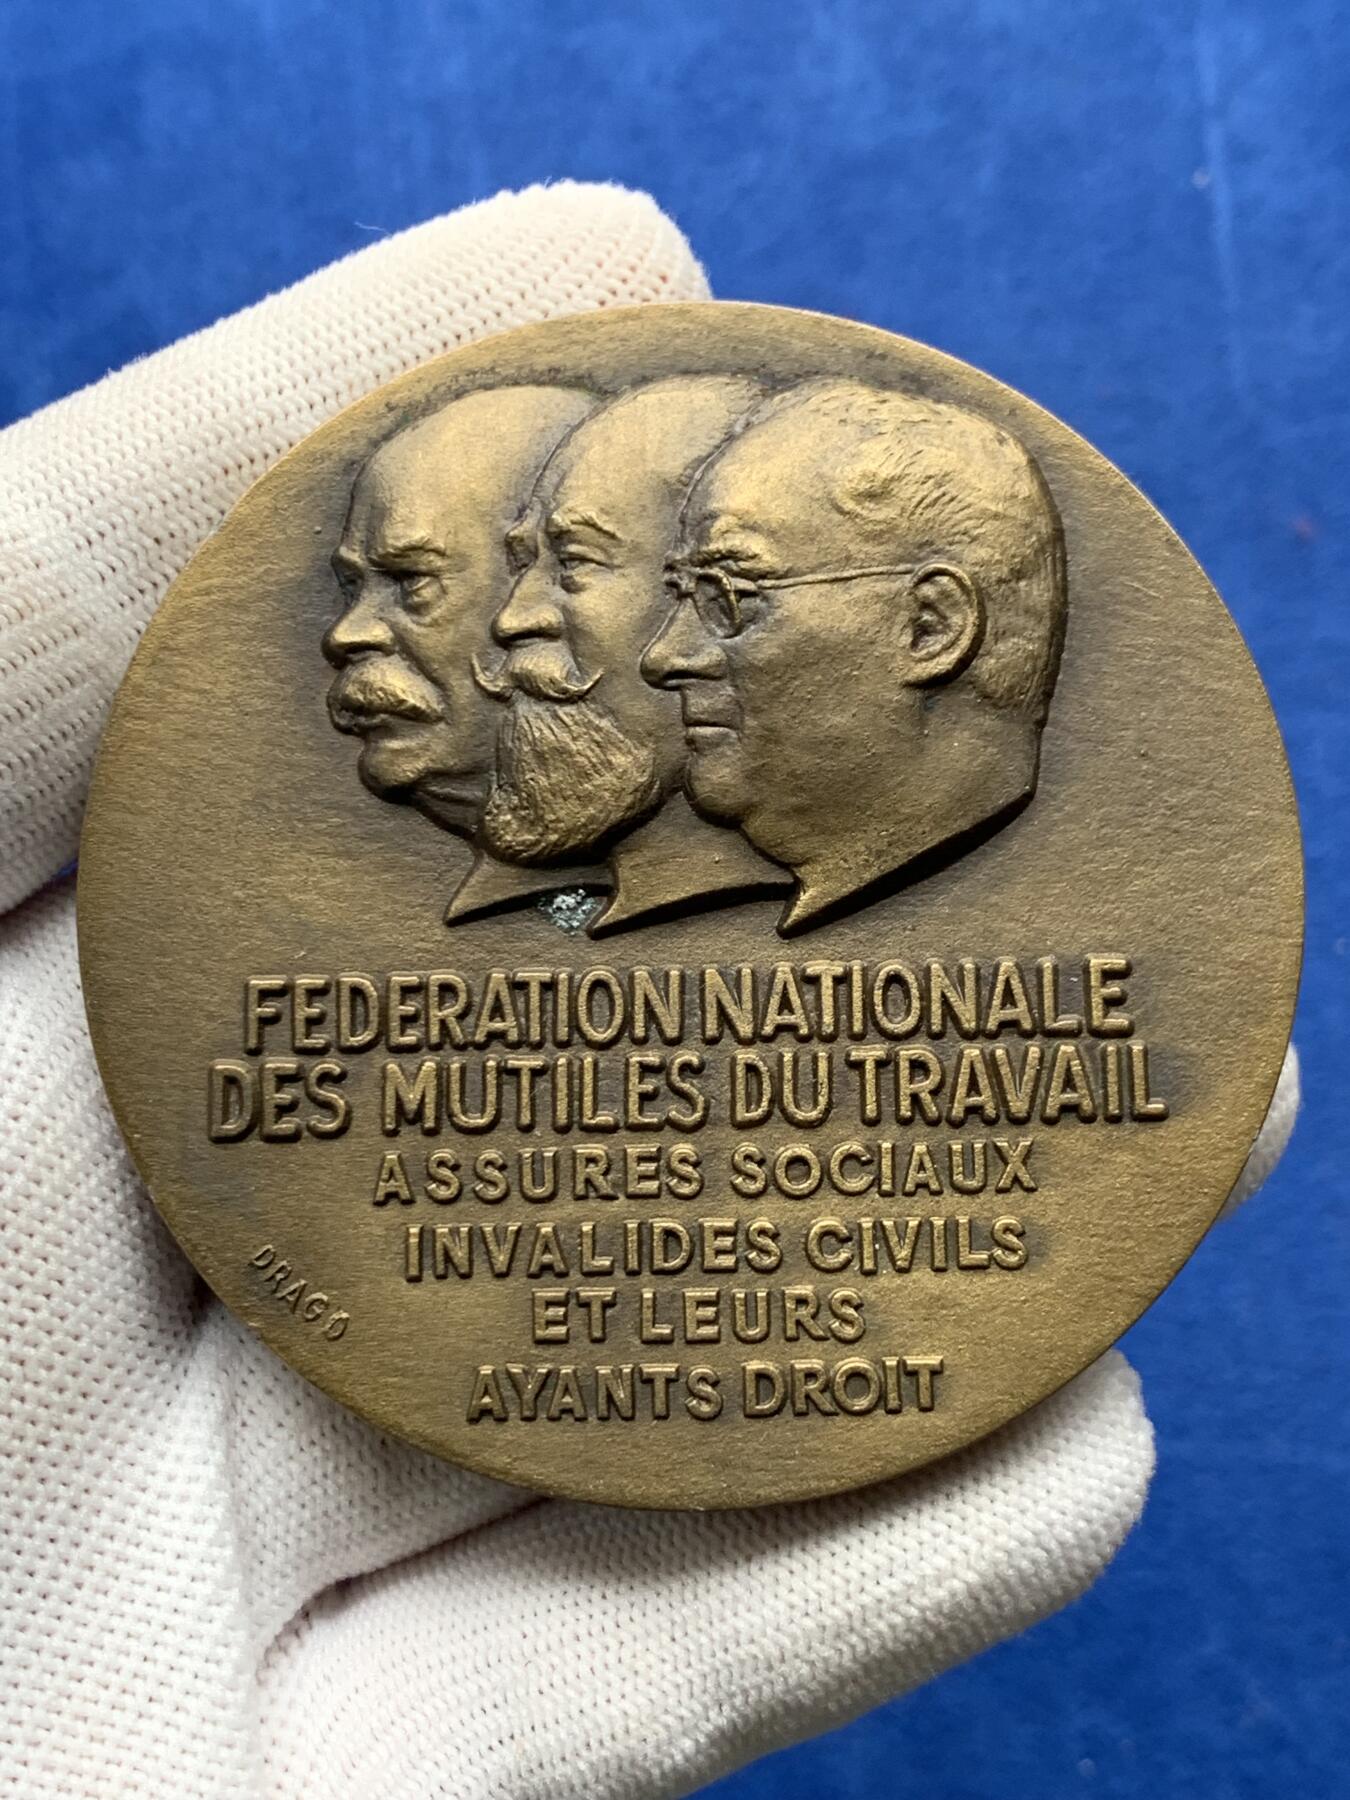 FEDERATION NATIONALE
DES MUTILES DU TRAVAIL
ASSURES SOCIAUX
INVALIDES CIVILS
ET LEURS
AYANTS DROIT
DRAGO